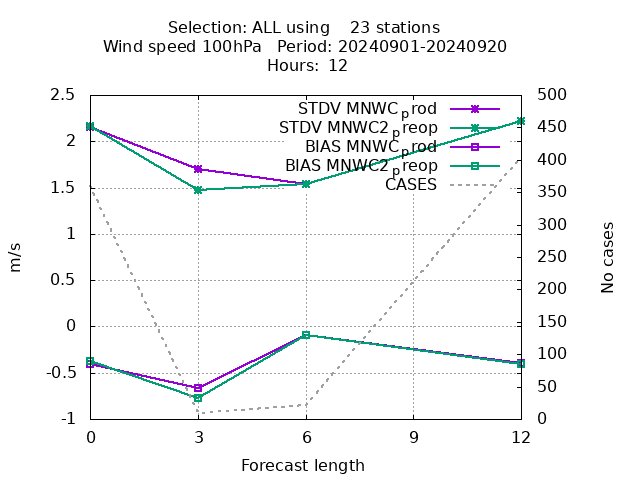 Selection: ALL using 23 stations
Wind speed 100hPa Period: 20240901-20240920
Hours: 12
2.5
2
1.5
1
0.5
0
-0.5
-1
m/s
STDV MNWC_prod
STDV MNWC2_preop
BIAS MNWC_prod
BIAS MNWC2_preop
CASES
500
450
400
350
300
250
200
150
100
50
0
No cases
0 3 6 9 12
Forecast length